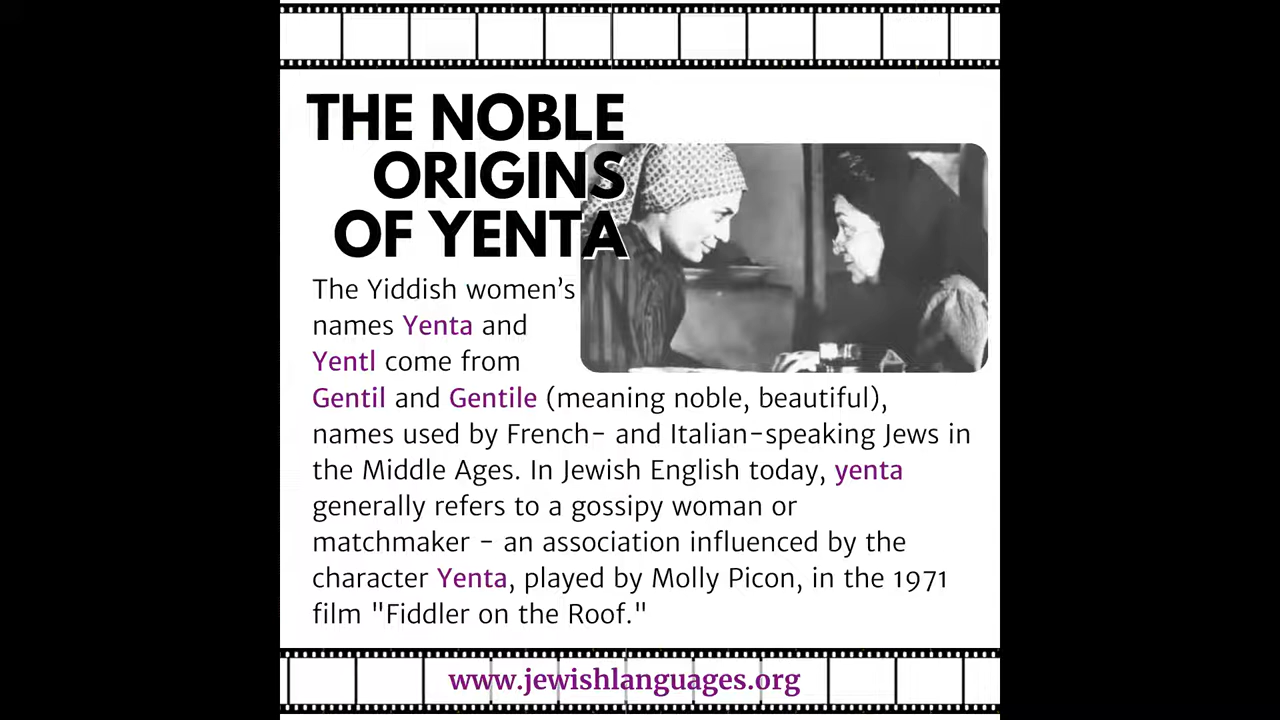 THE NOBLE
ORIGINS
OF YENTA
The Yiddish women's
names Yenta and
Yentl come from
Gentil and Gentile (meaning noble, beautiful),
names used by French- and Italian-speaking Jews in
the Middle Ages. In Jewish English today, yenta
generally refers to a gossipy woman or
matchmaker - an association influenced by the
character Yenta, played by Molly Picon, in the 1971
film "Fiddler on the Roof."
www.jewishlanguages.org